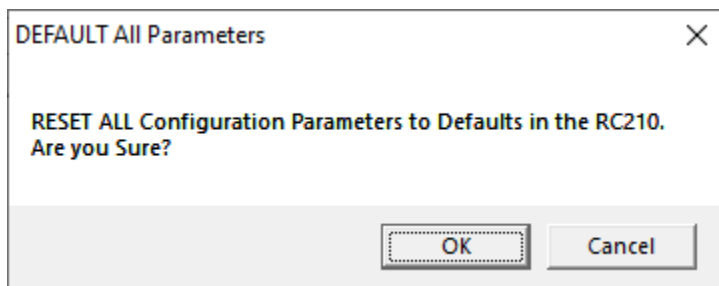 DEFAULT All Parameters
RESET ALL Configuration Parameters to Defaults in the RC210.
Are you Sure?
OK
Cancel